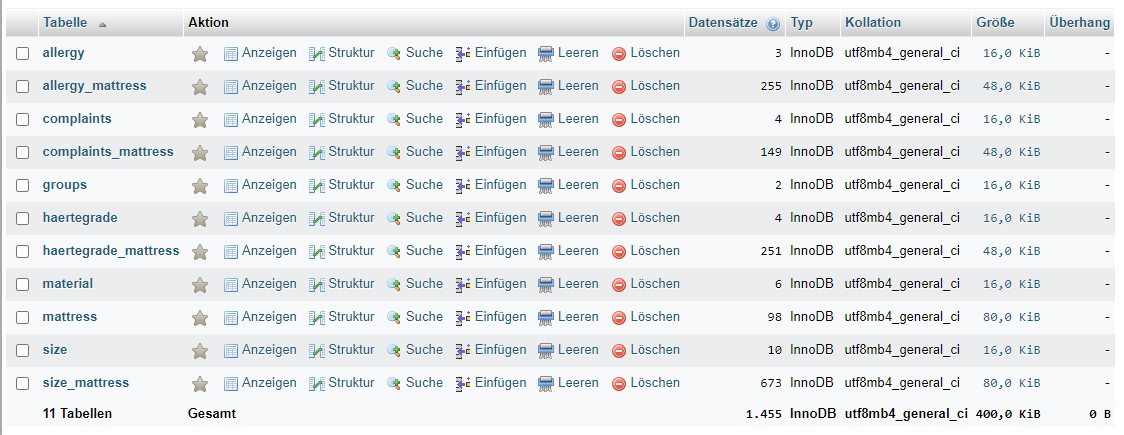 Tabelle Aktion Datensätze Typ Kollation Größe Überhang
allergy Anzeigen Struktur Suche Einfügen Leeren Löschen 3 InnoDB utf8mb4_general_ci 16,0 KiB -
allergy_mattress Anzeigen Struktur Suche Einfügen Leeren Löschen 255 InnoDB utf8mb4_general_ci 48,0 KiB -
complaints Anzeigen Struktur Suche Einfügen Leeren Löschen 4 InnoDB utf8mb4_general_ci 16,0 KiB -
complaints_mattress Anzeigen Struktur Suche Einfügen Leeren Löschen 149 InnoDB utf8mb4_general_ci 48,0 KiB -
groups Anzeigen Struktur Suche Einfügen Leeren Löschen 2 InnoDB utf8mb4_general_ci 16,0 KiB -
haertegrade Anzeigen Struktur Suche Einfügen Leeren Löschen 4 InnoDB utf8mb4_general_ci 16,0 KiB -
haertegrade_mattress Anzeigen Struktur Suche Einfügen Leeren Löschen 251 InnoDB utf8mb4_general_ci 48,0 KiB -
material Anzeigen Struktur Suche Einfügen Leeren Löschen 6 InnoDB utf8mb4_general_ci 16,0 KiB -
mattress Anzeigen Struktur Suche Einfügen Leeren Löschen 98 InnoDB utf8mb4_general_ci 80,0 KiB -
size Anzeigen Struktur Suche Einfügen Leeren Löschen 10 InnoDB utf8mb4_general_ci 16,0 KiB -
size_mattress Anzeigen Struktur Suche Einfügen Leeren Löschen 673 InnoDB utf8mb4_general_ci 80,0 KiB -
11 Tabellen Gesamt 1.455 InnoDB utf8mb4_general_ci 400,0 KiB 0 B